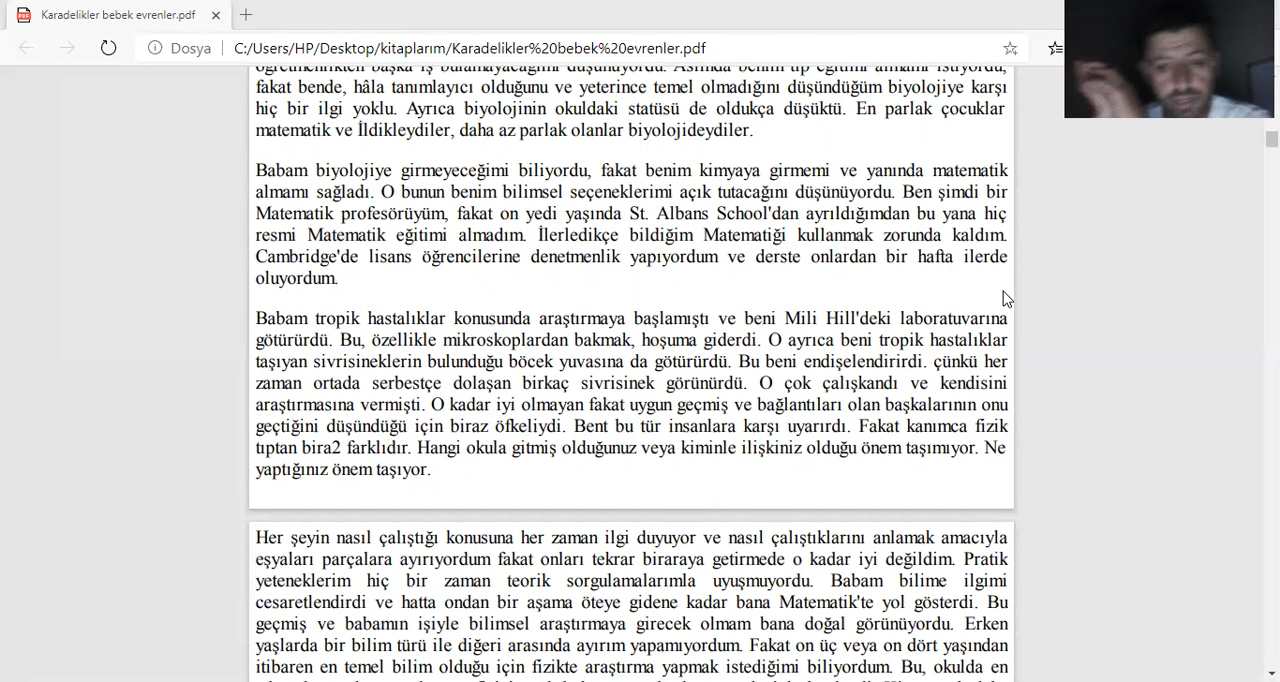 Karadelikler bebek evrenler.pdf
Dosya
C:/Users/HP/Desktop/kitaplarım/Karadelikler%20bebek%20evrenler.pdf
öğretmenlikten başka iş bulamayacağımı düşünüyordu. Aslında benim tıp eğitimi almamı istiyordu,
fakat bende, hâla tanımlayıcı olduğunu ve yeterince temel olmadığını düşündüğüm biyolojiye karşı
hiç bir ilgi yoklu. Ayrıca biyolojinin okuldaki statüsü de oldukça düşüktü. En parlak çocuklar
matematik ve İldikleydiler, daha az parlak olanlar biyolojideydiler.
Babam biyolojiye girmeyeceğimi biliyordu, fakat benim kimyaya girmemi ve yanında matematik
almamı sağladı. O bunun benim bilimsel seçeneklerimi açık tutacağını düşünüyordu. Ben şimdi bir
Matematik profesörüyüm, fakat on yedi yaşında St. Albans School'dan ayrıldığımdan bu yana hiç
resmi Matematik eğitimi almadım. İlerledikçe bildiğim Matematiği kullanmak zorunda kaldım.
Cambridge'de lisans öğrencilerine denetmenlik yapıyordum ve derste onlardan bir hafta ilerde
oluyordum.
Babam tropik hastalıklar konusunda araştırmaya başlamıştı ve beni Mili Hill'deki laboratuvarına
götürürdü. Bu, özellikle mikroskoplardan bakmak, hoşuma giderdi. O ayrıca beni tropik hastalıklar
taşıyan sivrisineklerin bulunduğu böcek yuvasına da götürürdü. Bu beni endişelendirirdi. çünkü her
zaman ortada serbestçe dolaşan birkaç sivrisinek görünürdü. O çok çalışkandı ve kendisini
araştırmasına vermişti. O kadar iyi olmayan fakat uygun geçmiş ve bağlantıları olan başkalarının onu
geçtiğini düşündüğü için biraz öfkeliydi. Bent bu tür insanlara karşı uyarırdı. Fakat kanımca fizik
tıptan bira2 farklıdır. Hangi okula gitmiş olduğunuz veya kiminle ilişkiniz olduğu önem taşımıyor. Ne
yaptığınız önem taşıyor.
Her şeyin nasıl çalıştığı konusuna her zaman ilgi duyuyor ve nasıl çalıştıklarını anlamak amacıyla
eşyaları parçalara ayırıyordum fakat onları tekrar biraraya getirmede o kadar iyi değildim. Pratik
yeteneklerim hiç bir zaman teorik sorgulamalarımla uyuşmuyordu. Babam bilime ilgimi
cesaretlendirdi ve hatta ondan bir aşama öteye gidene kadar bana Matematik'te yol gösterdi. Bu
geçmiş ve babamın işiyle bilimsel araştırmaya girecek olmam bana doğal görünüyordu. Erken
yaşlarda bir bilim türü ile diğeri arasında ayırım yapamıyordum. Fakat on üç veya on dört yaşından
itibaren en temel bilim olduğu için fizikte araştırma yapmak istediğimi biliyordum. Bu, okulda en